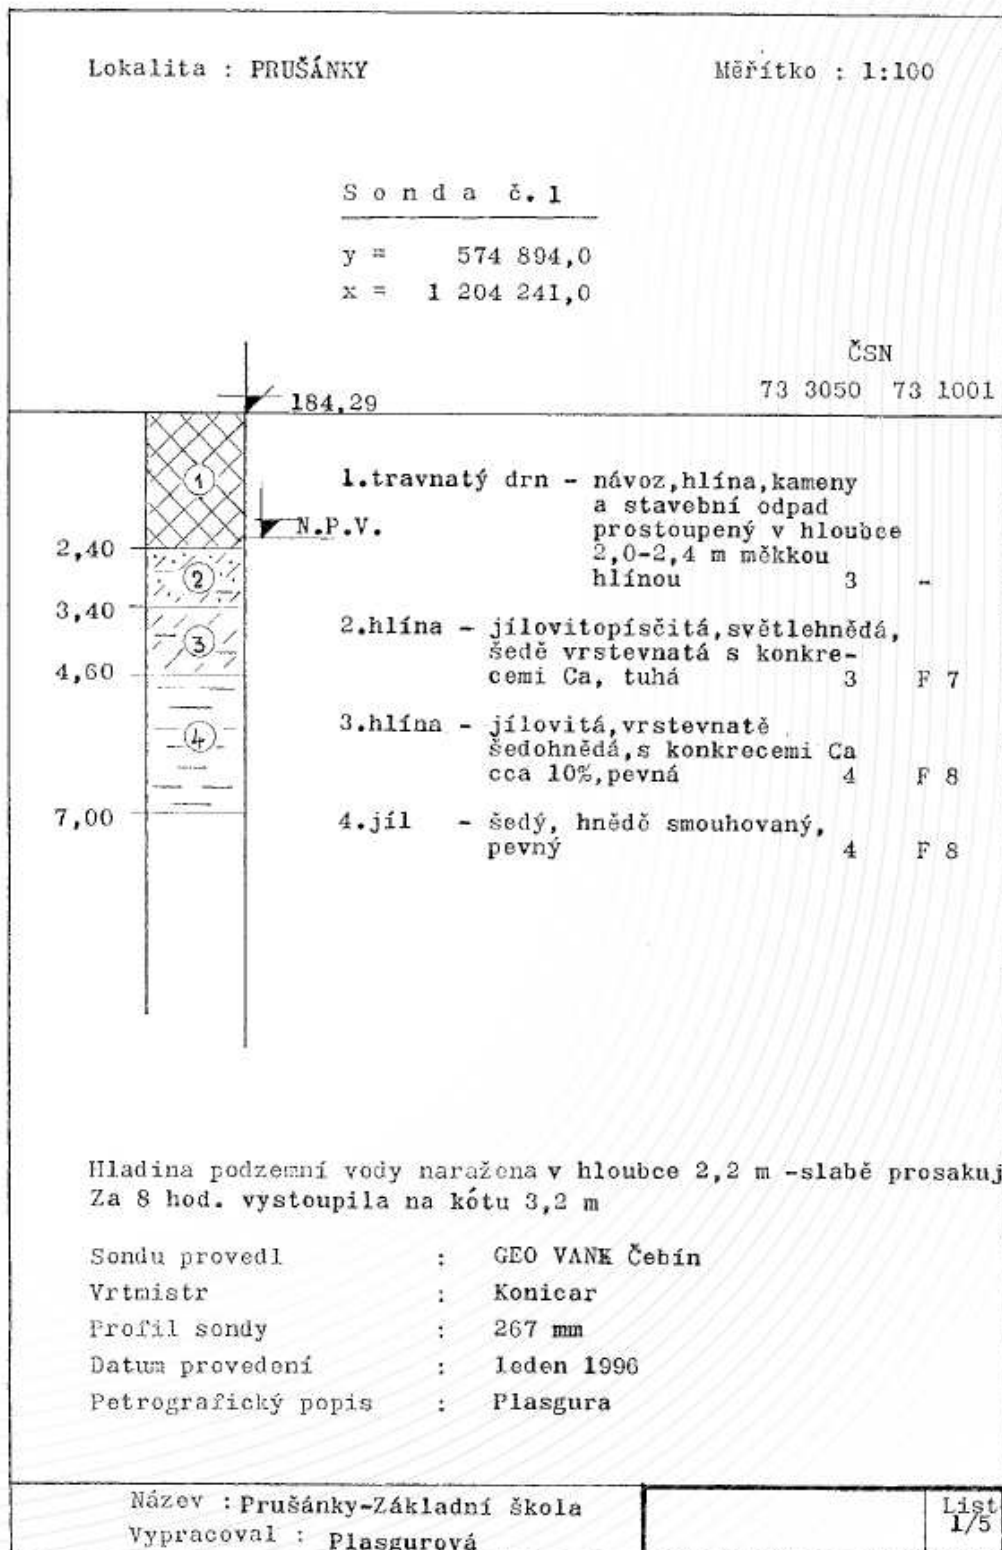 Lokalita : PRUŠÁNKY Měřítko : 1:100
Sonda č.1
y = 574 894,0
x = 1 204 241,0
ČSN
73 3050 73 1001
184,29
1
1.travnatý drn - návoz,hlína,kameny
a stavební odpad
N.P.V. prostoupený v hloubce
2,40 2,0-2,4 m měkkou
2 hlínou 3 -
3,40
2.hlína - jílovitopísčitá,světlehnědá,
3 šedě vrstevnatá s konkre-
4,60 cemi Ca, tuhá 3 F 7
3.hlína - jílovitá,vrstevnatě
4 šedohnědá,s konkrecemi Ca
cca 10%,pevná 4 F 8
7,00 4.jíl - šedý, hnědě smouhovaný,
pevný 4 F 8
Hladina podzemní vody naražena v hloubce 2,2 m -slabě prosakuj
Za 8 hod. vystoupila na kótu 3,2 m
Sondu provedl : GEO VANK Čebín
Vrtmistr : Konicar
Profil sondy : 267 mm
Datum provedení : leden 1996
Petrografický popis : Plasgura
Název : Prušánky-Základní škola
List
1/5
Vypracoval : Plasgurová